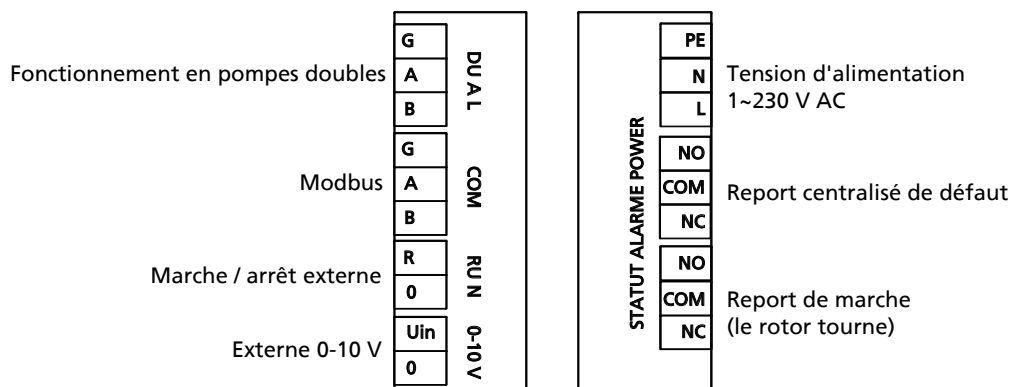 Fonctionnement en pompes doubles
G
A
B
DUAL
Modbus
G
A
B
COM
Marche / arrêt externe
R
0
RUN
Externe 0-10 V
Uin
0
0-10 V
STATUT ALARME POWER
PE
N
L
Tension d'alimentation
1~230 V AC
NO
COM
NC
Report centralisé de défaut
NO
COM
NC
Report de marche
(le rotor tourne)